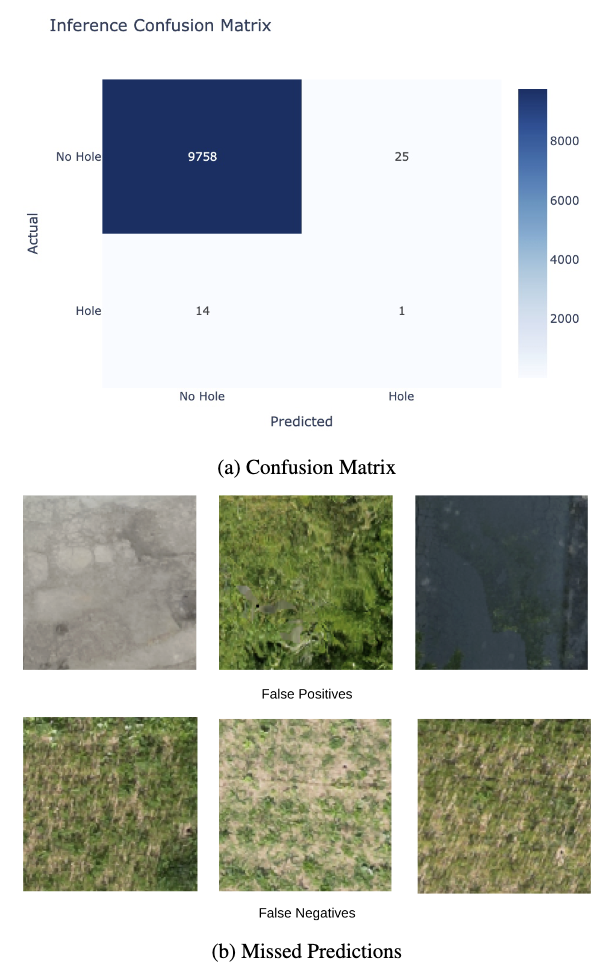 Inference Confusion Matrix
No Hole
9758
25
8000
6000
Actual
4000
Hole
14
1
2000
No Hole
Hole
Predicted
(a) Confusion Matrix
False Positives
False Negatives
(b) Missed Predictions